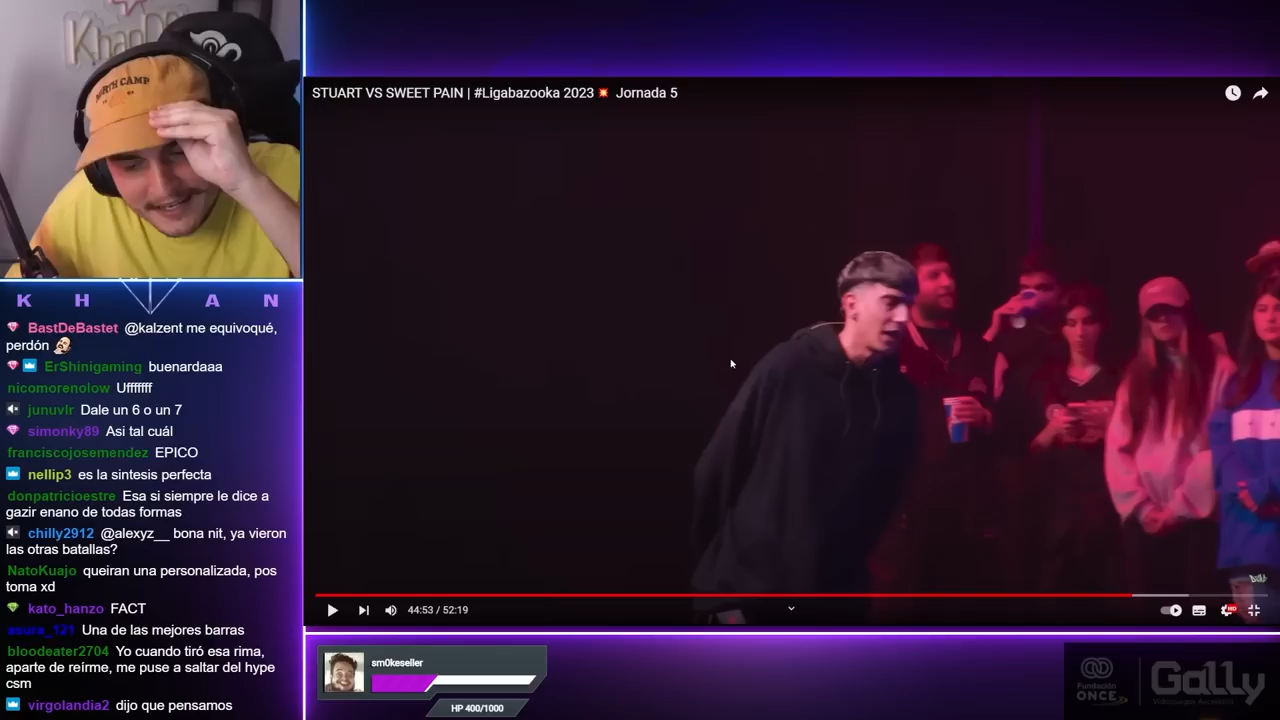 Khan
NORTH CAMP
STUART VS SWEET PAIN | #Ligabazooka 2023💥 Jornada 5
K H A N
BastDeBastet @kalzent me equivoqué,
perdón
ErShinigaming buenardaaa
nicomorenolow Ufffffff
junuvlr Dale un 6 o un 7
simonky89 Asi tal cuál
franciscojosemendez EPICO
nellip3 es la sintesis perfecta
donpatricioestre Esa si siempre le dice a
gazir enano de todas formas
chilly2912 @alexyz__ bona nit, ya vieron
las otras batallas?
NatoKuajo queiran una personalizada, pos
toma xd
kato_hanzo FACT
asura_121 Una de las mejores barras
bloodeater2704 Yo cuando tiró esa rima,
aparte de reírme, me puse a saltar del hype
csm
virgolandia2 dijo que pensamos
44:53 / 52:19
HD
sm0keseller
HP 400/1000
Fundación
ONCE
Gally